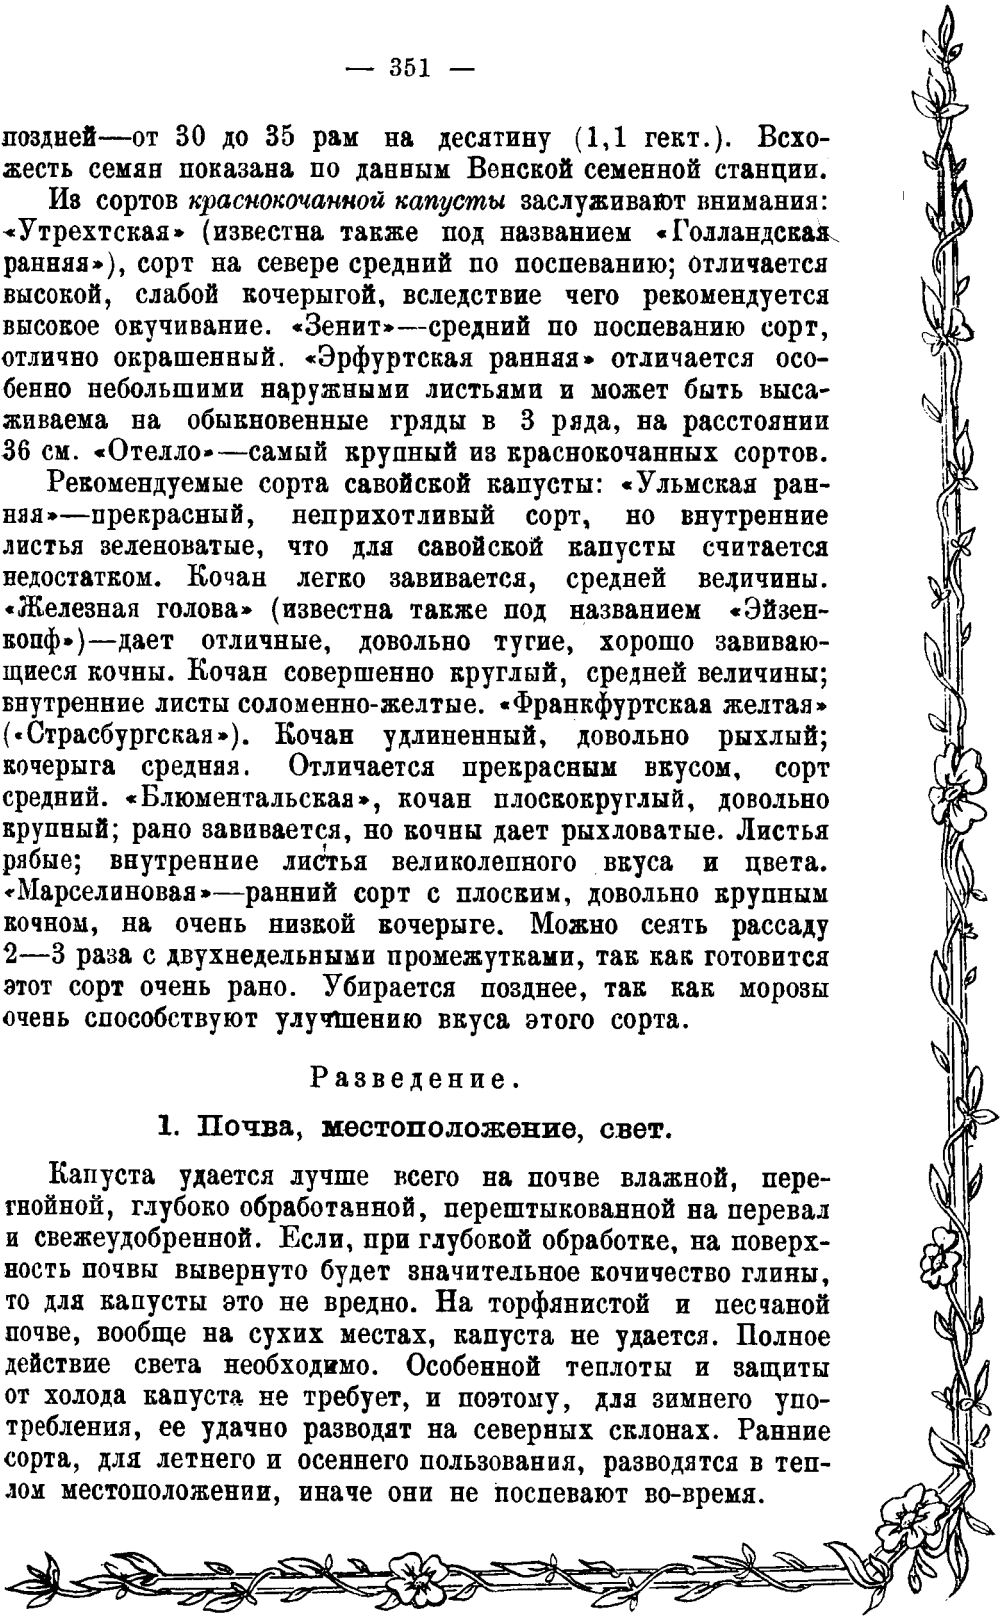 — 351 —
поздней—от 30 до 35 рам на десятину (1,1 гект.). Всхо-
жесть семян показана по данным Венской семенной станции.
Из сортов краснокочанной капусты заслуживают внимания:
«Утрехтская» (известна также под названием «Голландская
ранняя»), сорт на севере средний по поспеванию; отличается
высокой, слабой кочерыгой, вследствие чего рекомендуется
высокое окучивание. «Зенит»—средний по поспеванию сорт,
отлично окрашенный. «Эрфуртская ранняя» отличается осо-
бенно небольшими наружными листьями и может быть выса-
живаема на обыкновенные гряды в 3 ряда, на расстоянии
36 см. «Отелло»—самый крупный из краснокочанных сортов.
Рекомендуемые сорта савойской капусты: «Ульмская ран-
няя»—прекрасный, неприхотливый сорт, но внутренние
листья зеленоватые, что для савойской капусты считается
недостатком. Кочан легко завивается, средней величины.
«Железная голова» (известна также под названием «Эйзен-
копф»)—дает отличные, довольно тугие, хорошо завиваю-
щиеся кочны. Кочан совершенно круглый, средней величины;
внутренние листы соломенно-желтые. «Франкфуртская желтая»
(«Страсбургская»). Кочан удлиненный, довольно рыхлый;
кочерыга средняя. Отличается прекрасным вкусом, сорт
средний. «Блюментальская», кочан плоскокруглый, довольно
крупный; рано завивается, но кочны дает рыхловатые. Листья
рябые; внутренние листья великолепного вкуса и цвета.
«Марселиновая»—ранний сорт с плоским, довольно крупным
кочном, на очень низкой кочерыге. Можно сеять рассаду
2—3 раза с двухнедельными промежутками, так как готовится
этот сорт очень рано. Убирается позднее, так как морозы
очень способствуют улучшению вкуса этого сорта.
Разведение.
1. Почва, местоположение, свет.
Капуста удается лучше всего на почве влажной, пере-
гнойной, глубоко обработанной, перештыкованной на перевал
и свежеудобренной. Если, при глубокой обработке, на поверх-
ность почвы вывернуто будет значительное кочичество глины,
то для капусты это не вредно. На торфянистой и песчаной
почве, вообще на сухих местах, капуста не удается. Полное
действие света необходимо. Особенной теплоты и защиты
от холода капуста не требует, и поэтому, для зимнего упо-
требления, ее удачно разводят на северных склонах. Ранние
сорта, для летнего и осеннего пользования, разводятся в теп-
лом местоположении, иначе они не поспевают во-время.